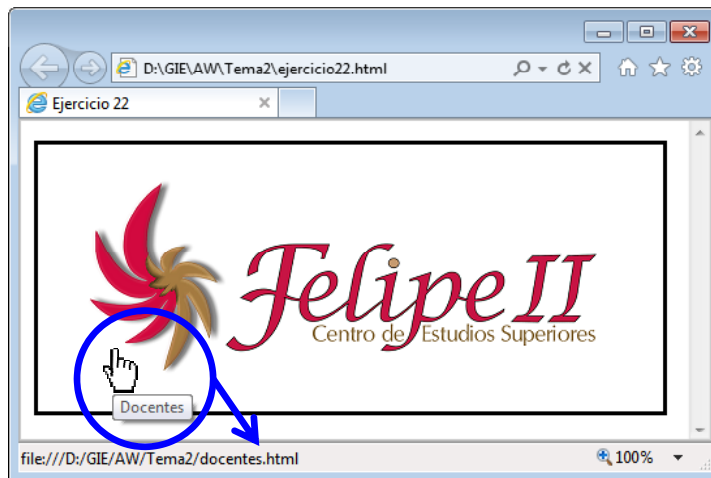 D:\GIE\AW\Tema2\ejercicio22.html
Ejercicio 22
Felipe II
Centro de Estudios Superiores
Docentes
file:///D:/GIE/AW/Tema2/docentes.html
100%